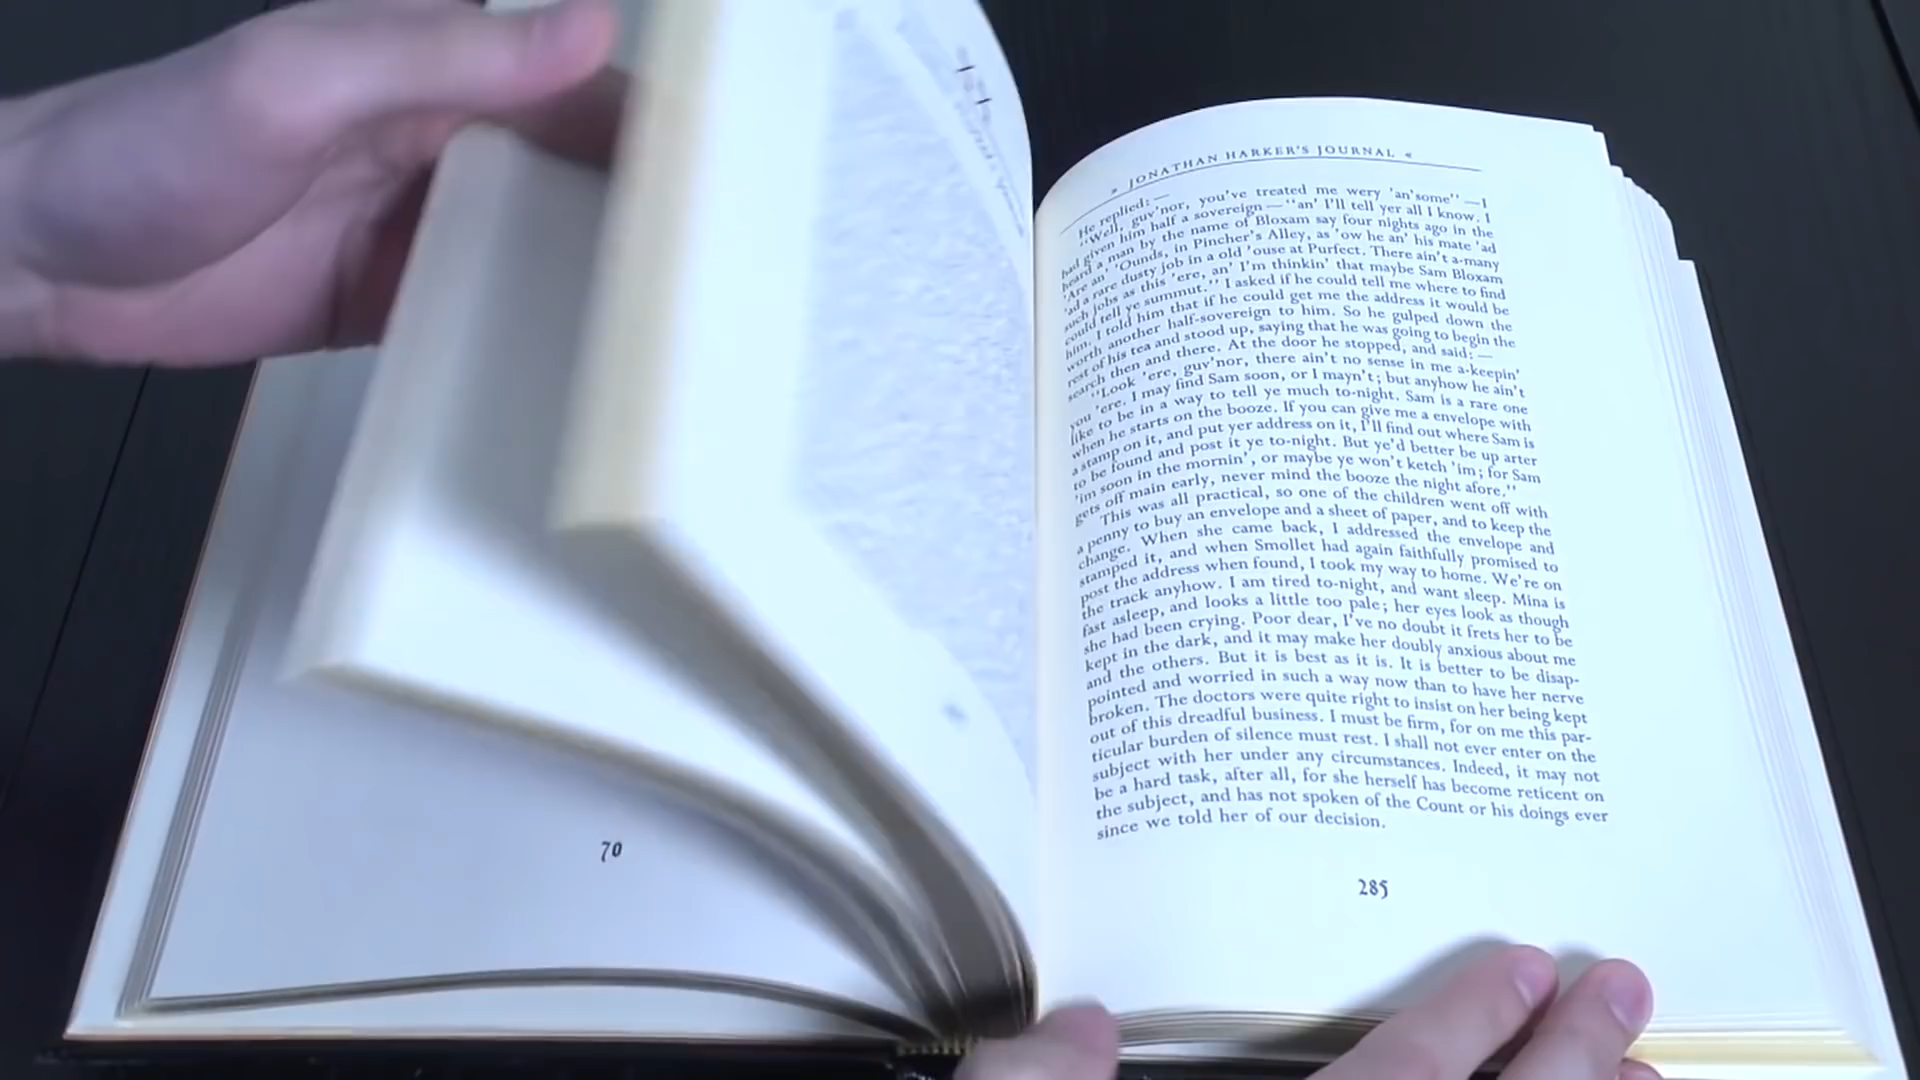 70
» JONATHAN HARKER'S JOURNAL «
He replied: —
"Well, guv'nor, you've treated me wery 'an'some" — I
had given him half a sovereign — "an' I'll tell yer all I know. I
heard a man by the name of Bloxam say four nights ago in the
'Are an' 'Ounds, in Pincher's Alley, as 'ow he an' his mate 'ad
'ad a rare dusty job in a old 'ouse at Purfect. There ain't a-many
such jobs as this 'ere, an' I'm thinkin' that maybe Sam Bloxam
could tell ye summut." I asked if he could tell me where to find
him. I told him that if he could get me the address it would be
worth another half-sovereign to him. So he gulped down the
rest of his tea and stood up, saying that he was going to begin the
search then and there. At the door he stopped, and said: —
"Look 'ere, guv'nor, there ain't no sense in me a-keepin'
you 'ere. I may find Sam soon, or I mayn't; but anyhow he ain't
like to be in a way to tell ye much to-night. Sam is a rare one
when he starts on the booze. If you can give me a envelope with
a stamp on it, and put yer address on it, I'll find out where Sam is
to be found and post it ye to-night. But ye'd better be up arter
'im soon in the mornin', or maybe ye won't ketch 'im; for Sam
gets off main early, never mind the booze the night afore."
This was all practical, so one of the children went off with
a penny to buy an envelope and a sheet of paper, and to keep the
change. When she came back, I addressed the envelope and
stamped it, and when Smollet had again faithfully promised to
post the address when found, I took my way to home. We're on
the track anyhow. I am tired to-night, and want sleep. Mina is
fast asleep, and looks a little too pale; her eyes look as though
she had been crying. Poor dear, I've no doubt it frets her to be
kept in the dark, and it may make her doubly anxious about me
and the others. But it is best as it is. It is better to be disap-
pointed and worried in such a way now than to have her nerve
broken. The doctors were quite right to insist on her being kept
out of this dreadful business. I must be firm, for on me this par-
ticular burden of silence must rest. I shall not ever enter on the
subject with her under any circumstances. Indeed, it may not
be a hard task, after all, for she herself has become reticent on
the subject, and has not spoken of the Count or his doings ever
since we told her of our decision.
285